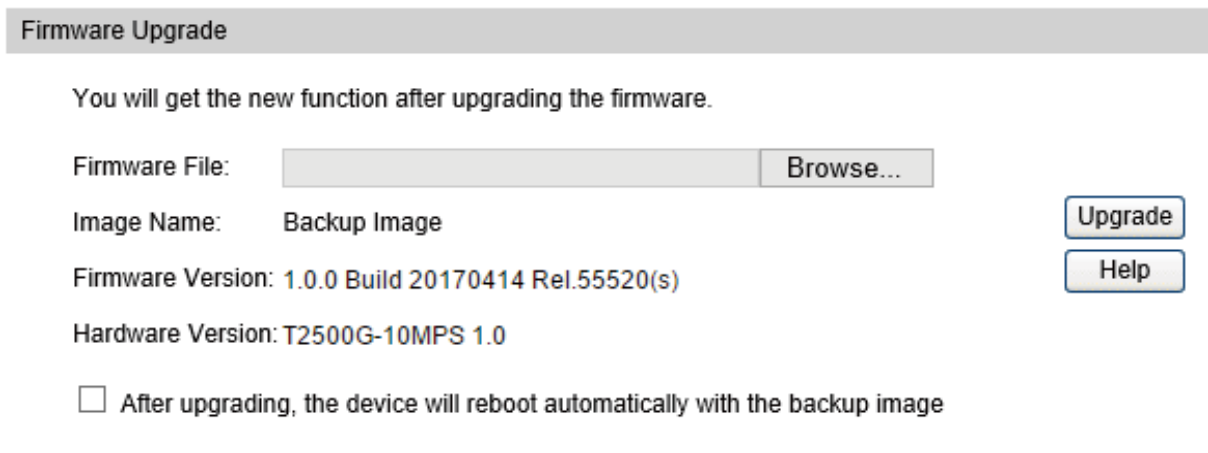 Firmware Upgrade
You will get the new function after upgrading the firmware.
Firmware File: Browse...
Image Name: Backup Image
Upgrade
Firmware Version: 1.0.0 Build 20170414 Rel.55520(s)
Help
Hardware Version: T2500G-10MPS 1.0
After upgrading, the device will reboot automatically with the backup image